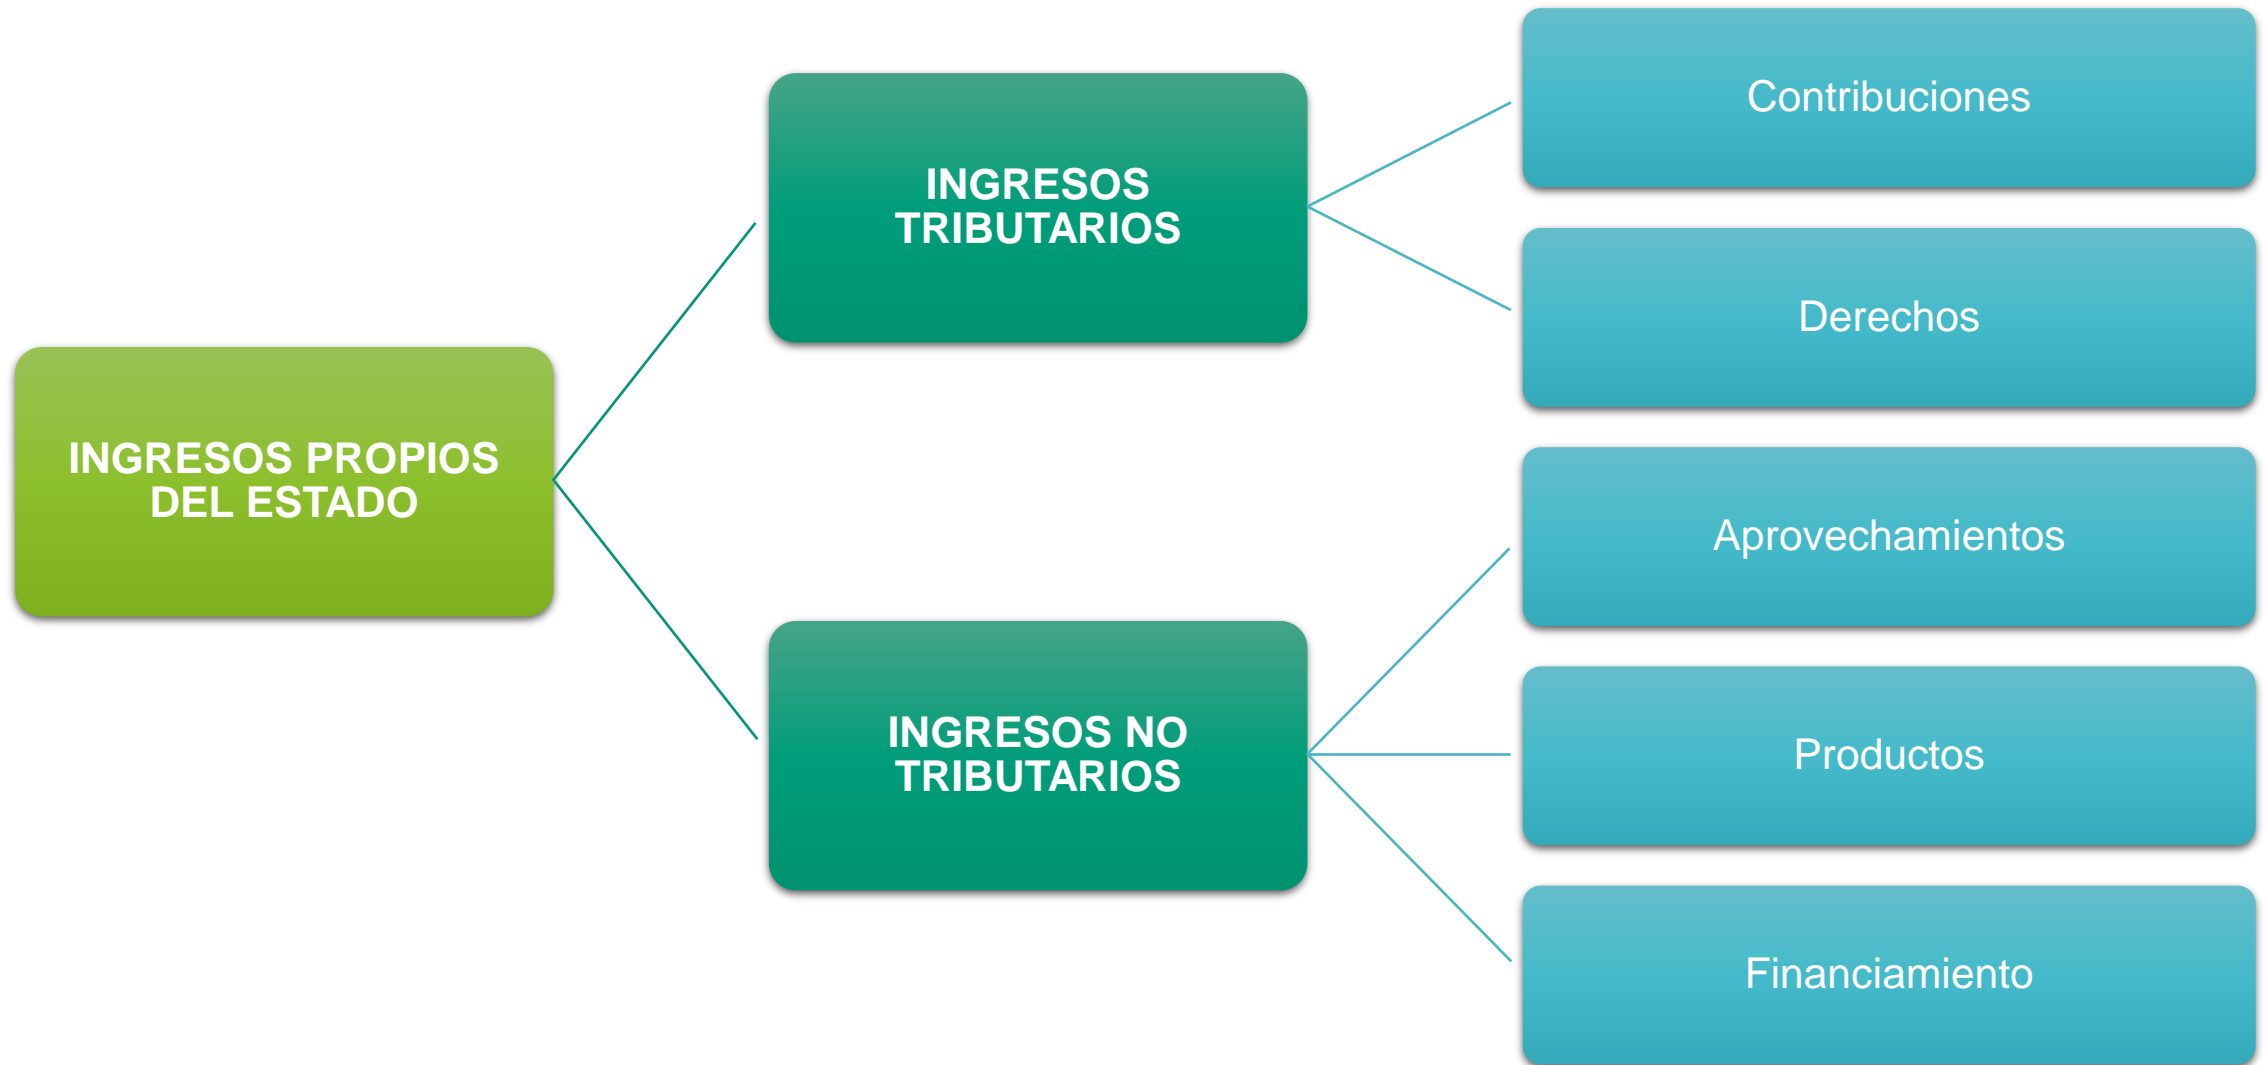 INGRESOS PROPIOS
DEL ESTADO
INGRESOS
TRIBUTARIOS
Contribuciones
Derechos
INGRESOS NO
TRIBUTARIOS
Aprovechamientos
Productos
Financiamiento